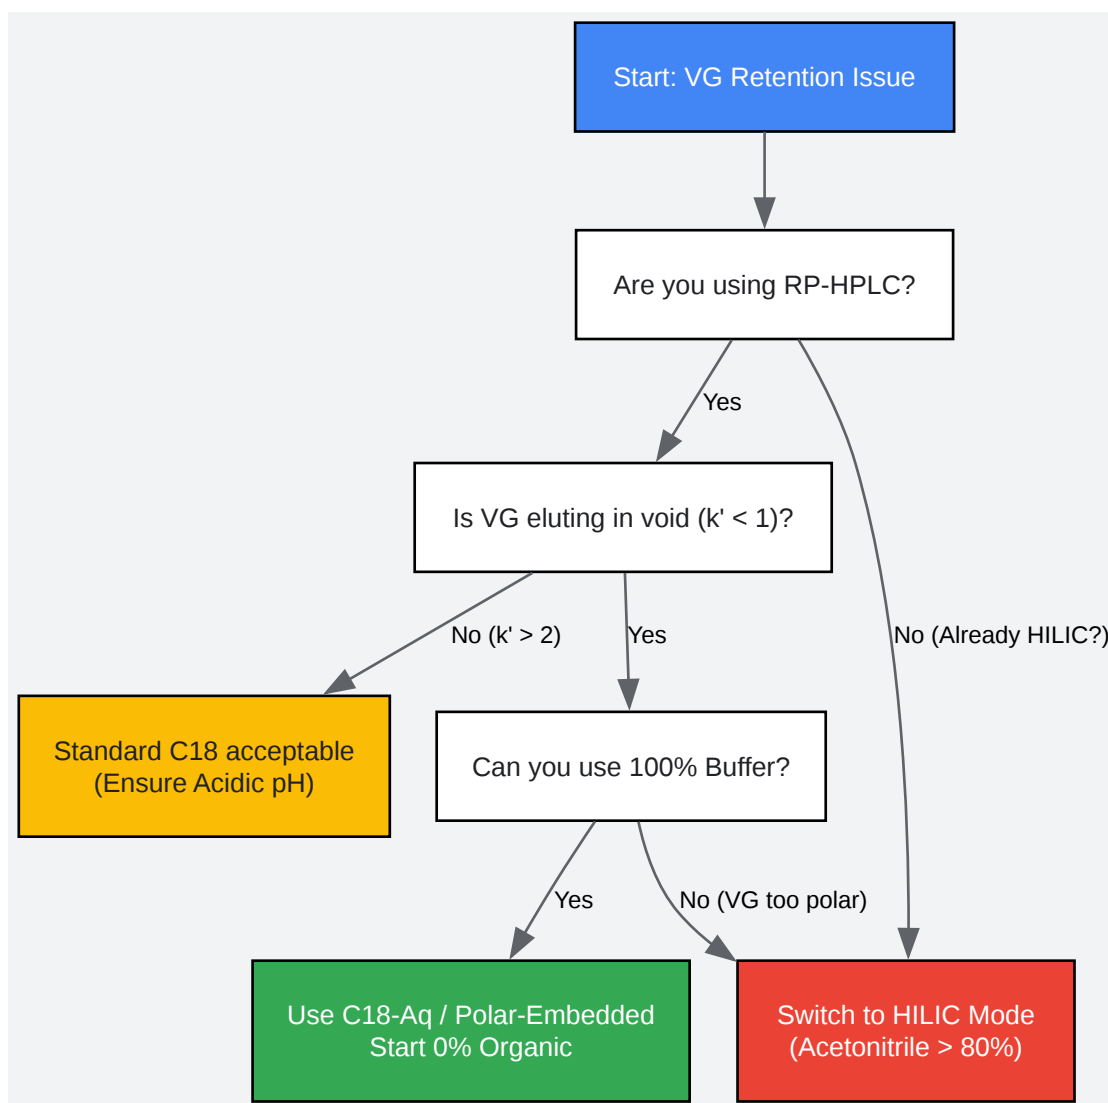 Start: VG Retention Issue
Are you using RP-HPLC?
Yes
Is VG eluting in void (k' < 1)?
No (k' > 2)
Yes
No (Already HILIC?)
Standard C18 acceptable
(Ensure Acidic pH)
Can you use 100% Buffer?
Yes
No (VG too polar)
Use C18-Aq / Polar-Embedded
Start 0% Organic
Switch to HILIC Mode
(Acetonitrile > 80%)